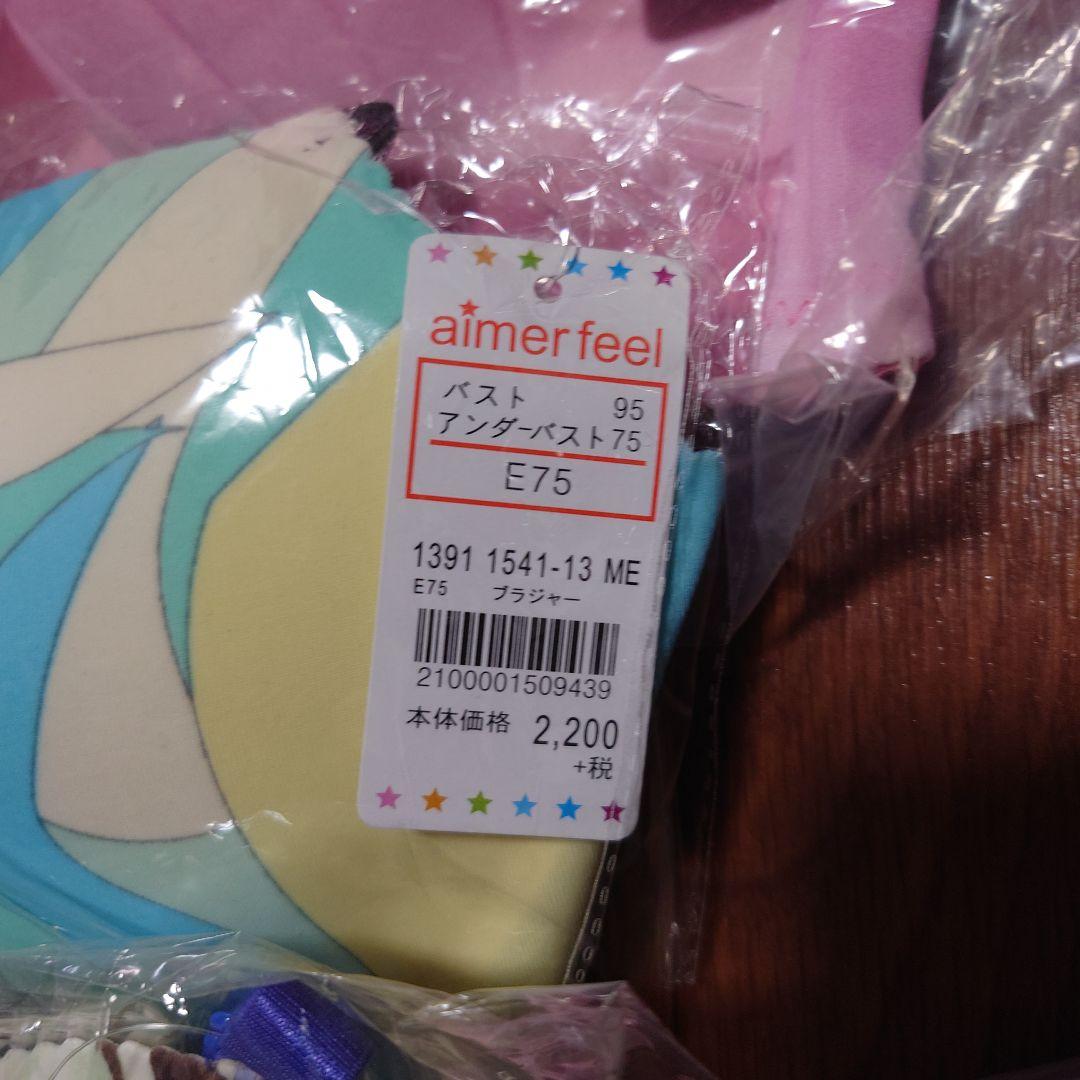 aimer feel
バスト 95
アンダーバスト 75
E75
1391 1541-13 ME
E75 ブラジャー
2100001509439
本体価格 2,200
+税